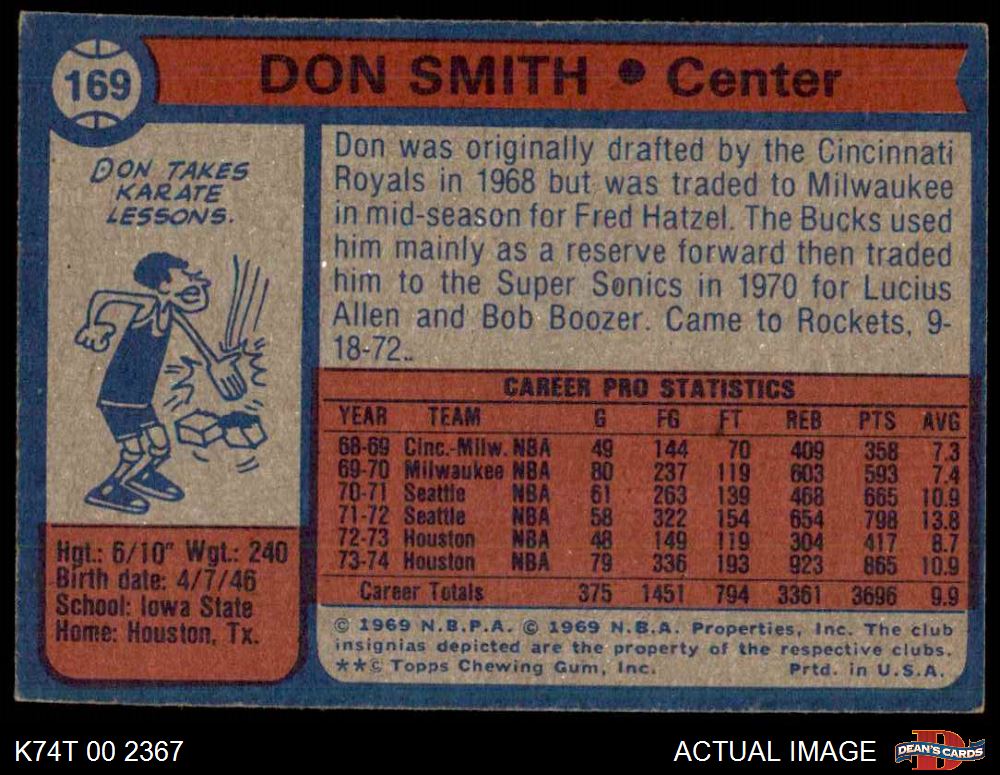 169
DON SMITH • Center
DON TAKES
KARATE
LESSONS.
Don was originally drafted by the Cincinnati
Royals in 1968 but was traded to Milwaukee
in mid-season for Fred Hatzel. The Bucks used
him mainly as a reserve forward then traded
him to the Super Sonics in 1970 for Lucius
Allen and Bob Boozer. Came to Rockets, 9-
18-72..
CAREER PRO STATISTICS
YEAR TEAM G FG FT REB PTS AVG
68-69 Cinc.-Milw. NBA 49 144 70 409 358 7.3
69-70 Milwaukee NBA 80 237 119 603 593 7.4
70-71 Seattle NBA 61 263 139 468 665 10.9
71-72 Seattle NBA 58 322 154 654 798 13.8
72-73 Houston NBA 48 149 119 304 417 8.7
73-74 Houston NBA 79 336 193 923 865 10.9
Career Totals 375 1451 794 3361 3696 9.9
Hgt.: 6/10" Wgt.: 240
Birth date: 4/7/46
School: Iowa State
Home: Houston, Tx.
© 1969 N.B.P.A. © 1969 N.B.A. Properties, Inc. The club
insignias depicted are the property of the respective clubs.
**© Topps Chewing Gum, Inc. Prtd. in U.S.A.
K74T 00 2367
ACTUAL IMAGE
D
DEAN'S CARDS